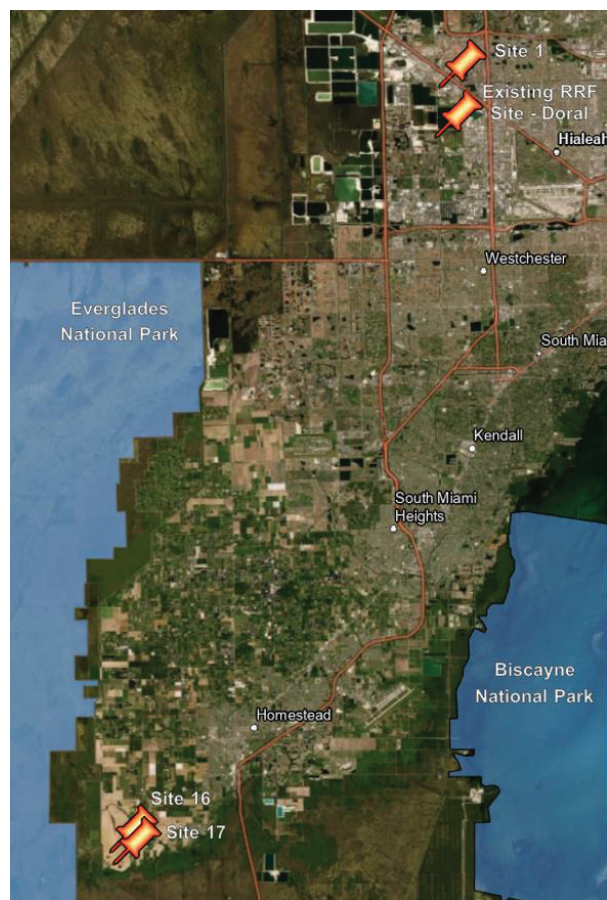 Site 1
Existing RRF
Site - Doral
Hialeah
Westchester
Everglades
National Park
South Mia
Kendall
South Miami
Heights
Biscayne
National Park
Homestead
Site 16
Site 17